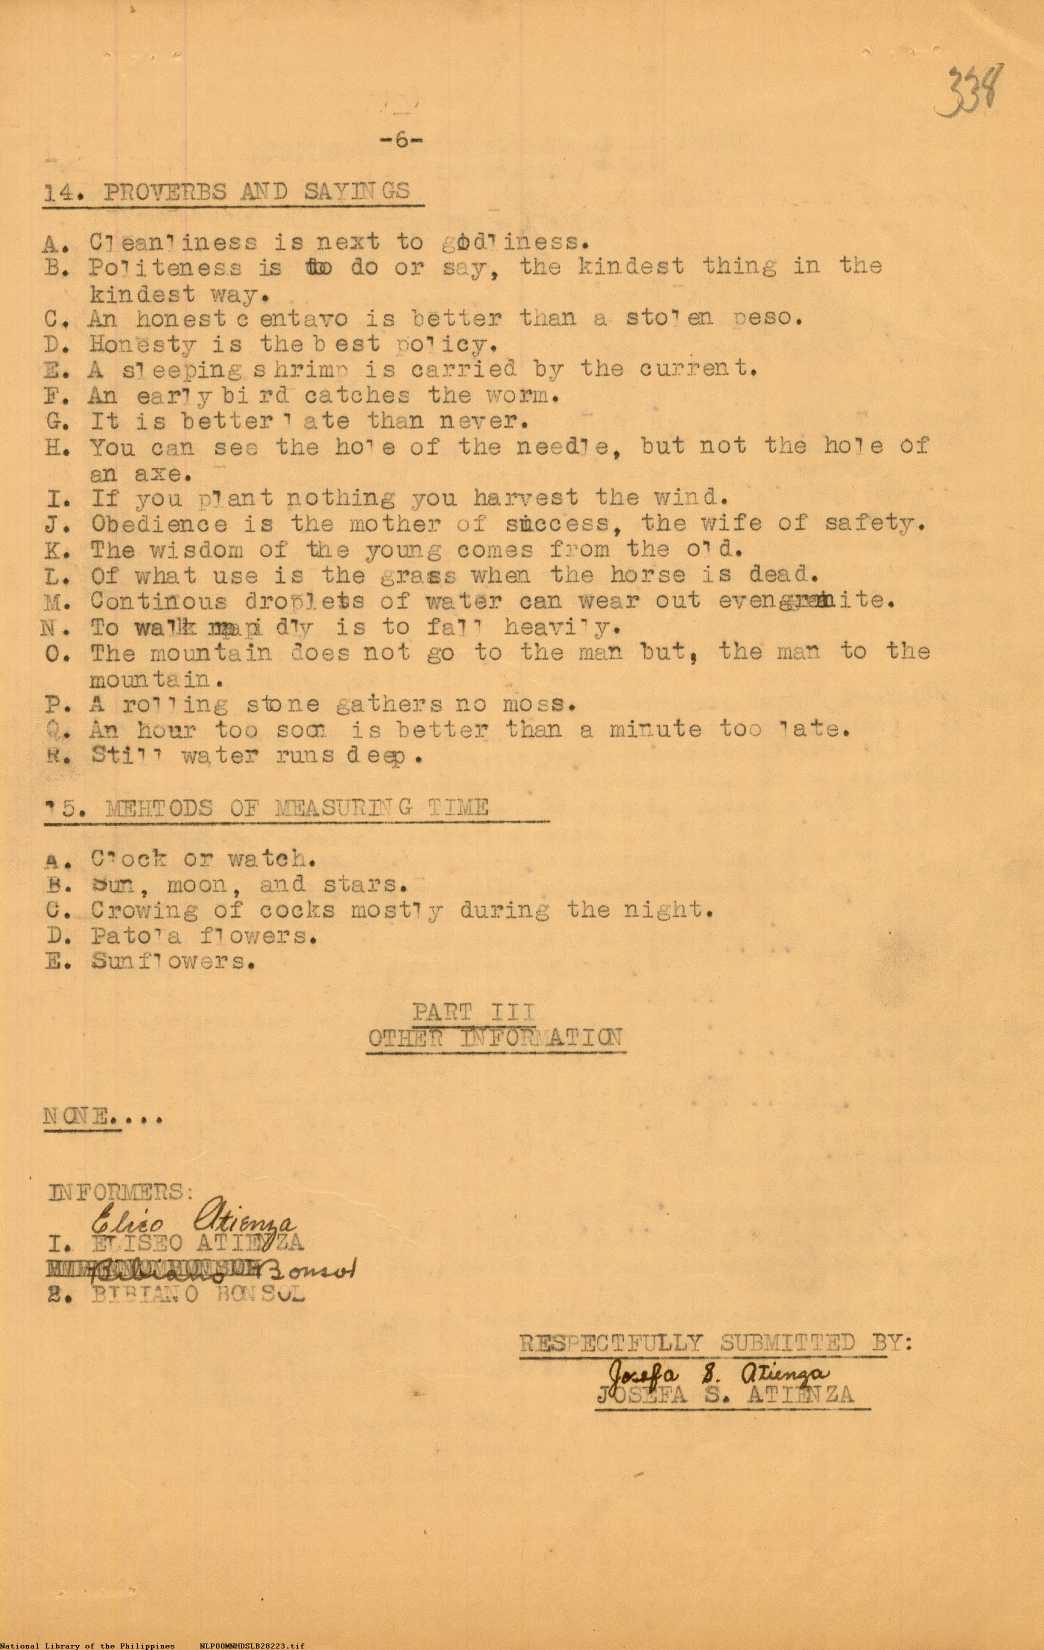 338
-6-
14. PROVERBS AND SAYINGS
A. Cleanliness is next to godliness.
B. Politeness is to do or say, the kindest thing in the
kindest way.
C. An honest centavo is better than a stolen peso.
D. Honesty is the best policy.
E. A sleeping shrimp is carried by the current.
F. An early bird catches the worm.
G. It is better late than never.
H. You can see the hole of the needle, but not the hole of
an axe.
I. If you plant nothing you harvest the wind.
J. Obedience is the mother of success, the wife of safety.
K. The wisdom of the young comes from the old.
L. Of what use is the grass when the horse is dead.
M. Continous droplets of water can wear out even granite.
N. To walk rapidly is to fall heavily.
O. The mountain does not go to the man but, the man to the
mountain.
P. A rolling stone gathers no moss.
Q. An hour too soon is better than a minute too late.
R. Still water runs deep.
15. MEHTODS OF MEASURING TIME
A. Clock or watch.
B. Sun, moon, and stars.
C. Crowing of cocks mostly during the night.
D. Patola flowers.
E. Sunflowers.
PART III
OTHER INFORMATION
NONE....
INFORMERS:
Eliseo Atienza
I. ELISEO ATIENZA
Bibiano Bonsol
2. BIBIANO BONSOL
RESPECTFULLY SUBMITTED BY:
Josefa S. Atienza
JOSEFA S. ATIENZA
National Library of the Philippines NLPOOMNHDSLB28223.tif